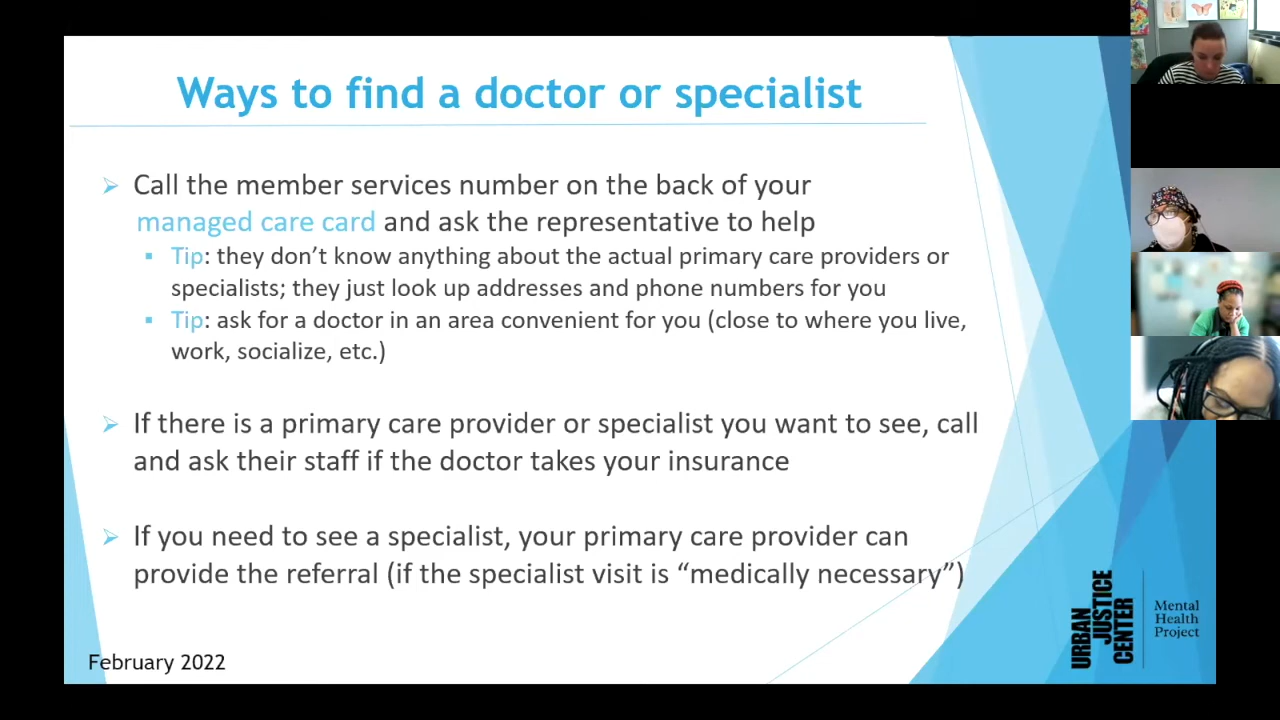 Ways to find a doctor or specialist
Call the member services number on the back of your
managed care card and ask the representative to help
Tip: they don’t know anything about the actual primary care providers or
specialists; they just look up addresses and phone numbers for you
Tip: ask for a doctor in an area convenient for you (close to where you live,
work, socialize, etc.)
If there is a primary care provider or specialist you want to see, call
and ask their staff if the doctor takes your insurance
If you need to see a specialist, your primary care provider can
provide the referral (if the specialist visit is “medically necessary”)
February 2022
URBAN
JUSTICE
CENTER
Mental
Health
Project